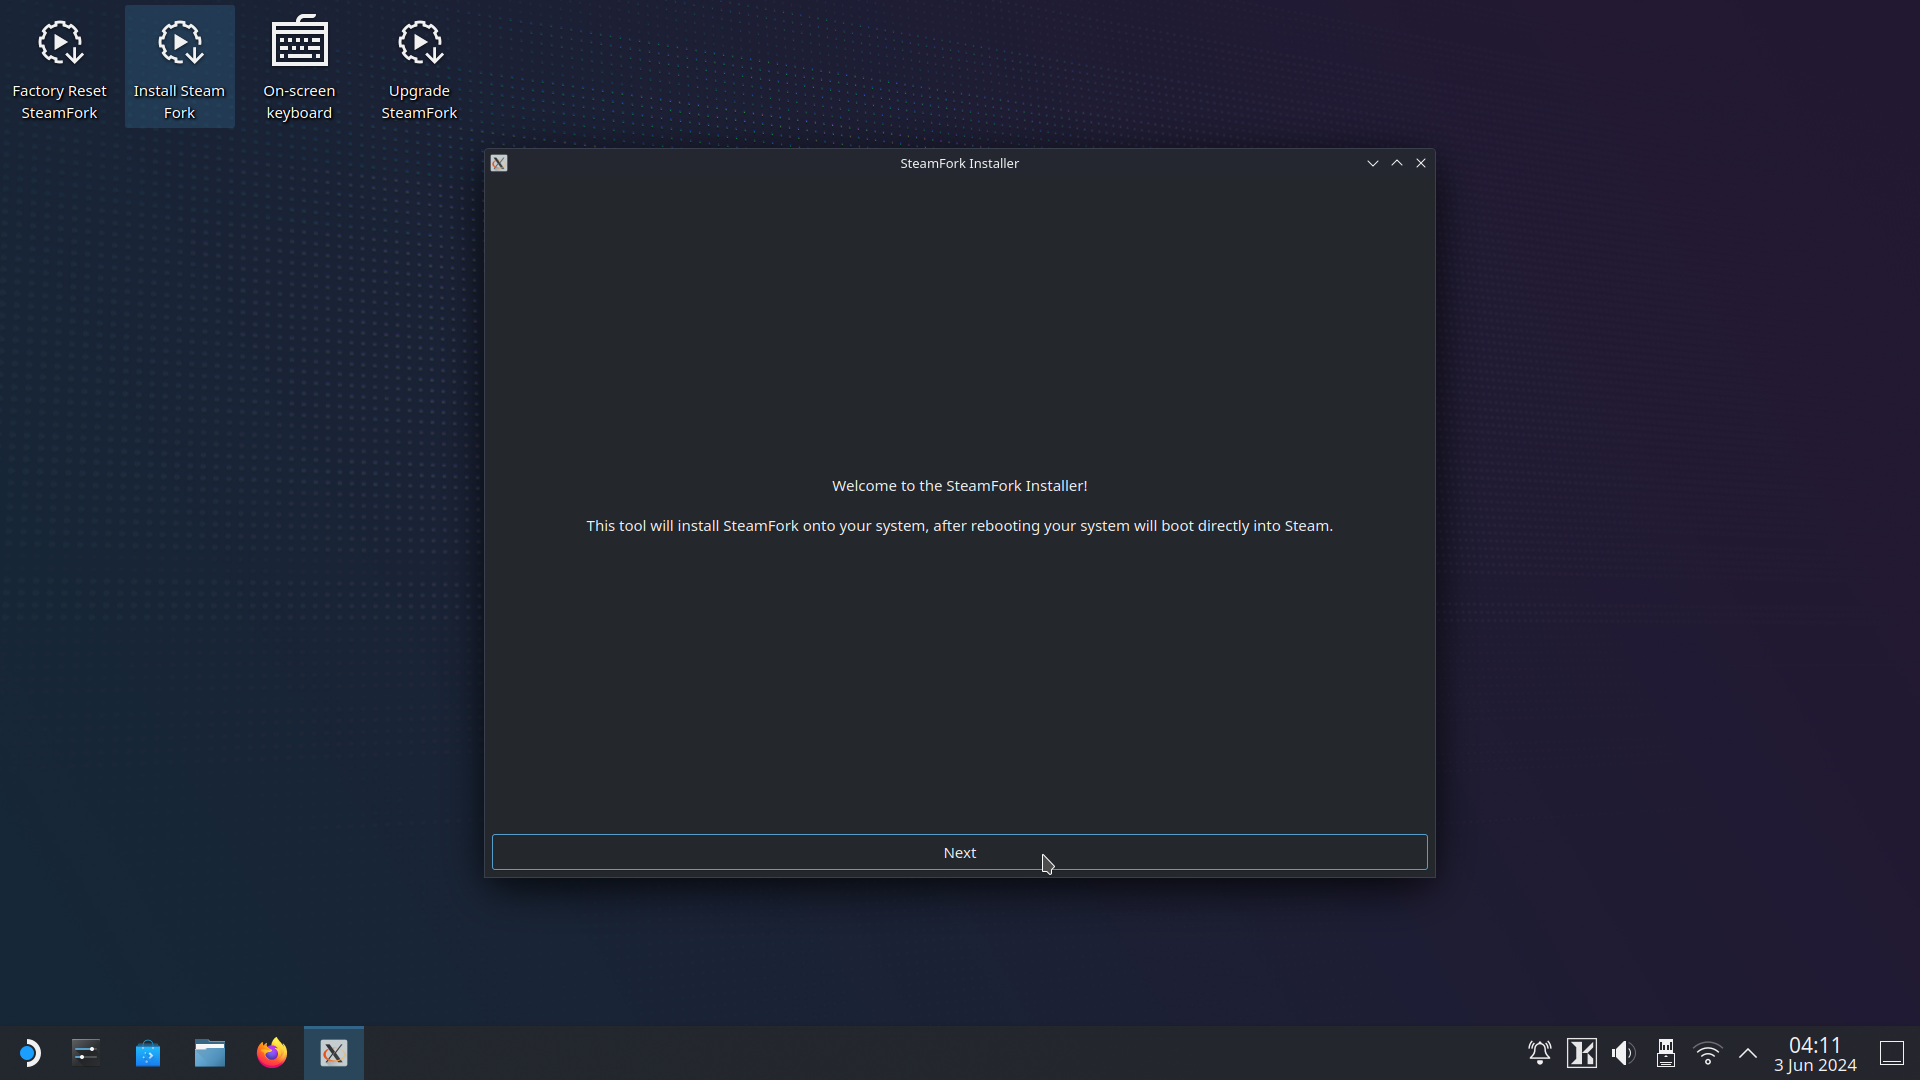 Factory Reset
SteamFork
Install Steam
Fork
On-screen
keyboard
Upgrade
SteamFork
SteamFork Installer
Welcome to the SteamFork Installer!
This tool will install SteamFork onto your system, after rebooting your system will boot directly into Steam.
Next
04:11
3 Jun 2024